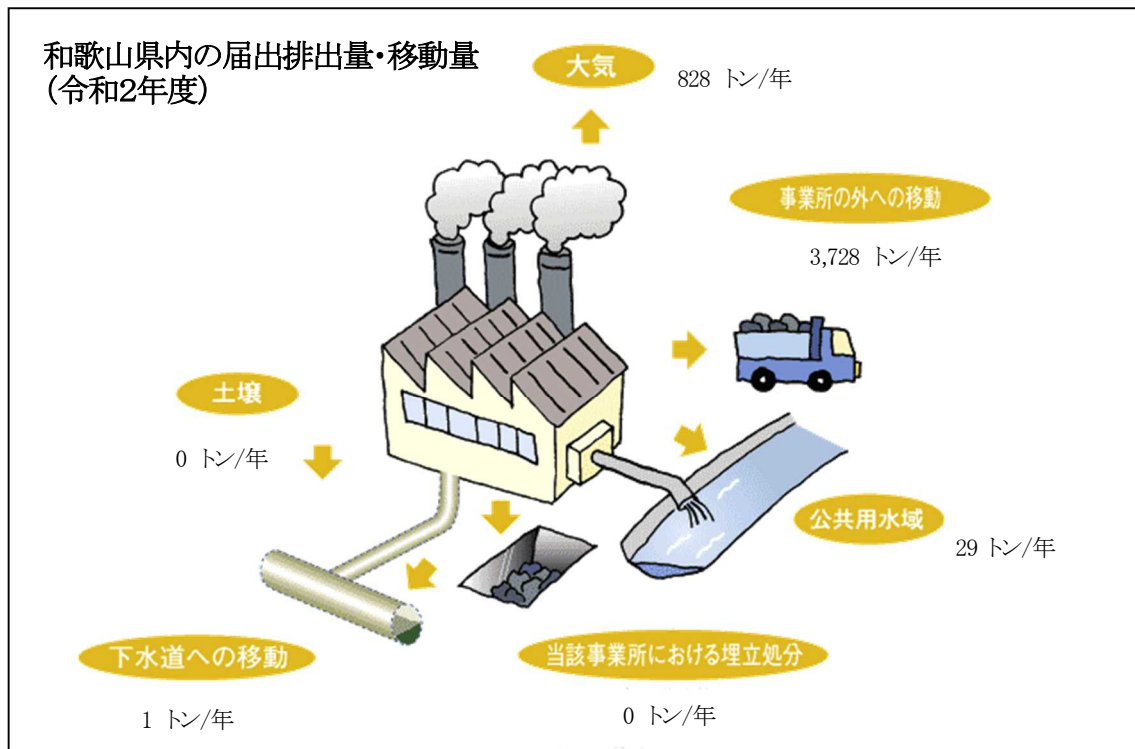 和歌山県内の届出排出量・移動量
（令和2年度）
大気
828 トン/年
事業所の外への移動
3,728 トン/年
土壌
0 トン/年
公共用水域
29 トン/年
下水道への移動
1 トン/年
当該事業所における埋立処分
0 トン/年